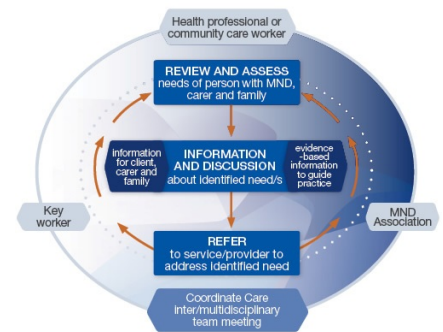 Health professional or
community care worker
REVIEW AND ASSESS
needs of person with MND,
carer and family
information
for client,
carer and
family
INFORMATION
AND DISCUSSION
about identified need/s
evidence
-based
information
to guide
practice
Key
worker
MND
Association
REFER
to service/provider to
address identified need
Coordinate Care
inter/multidisciplinary
team meeting